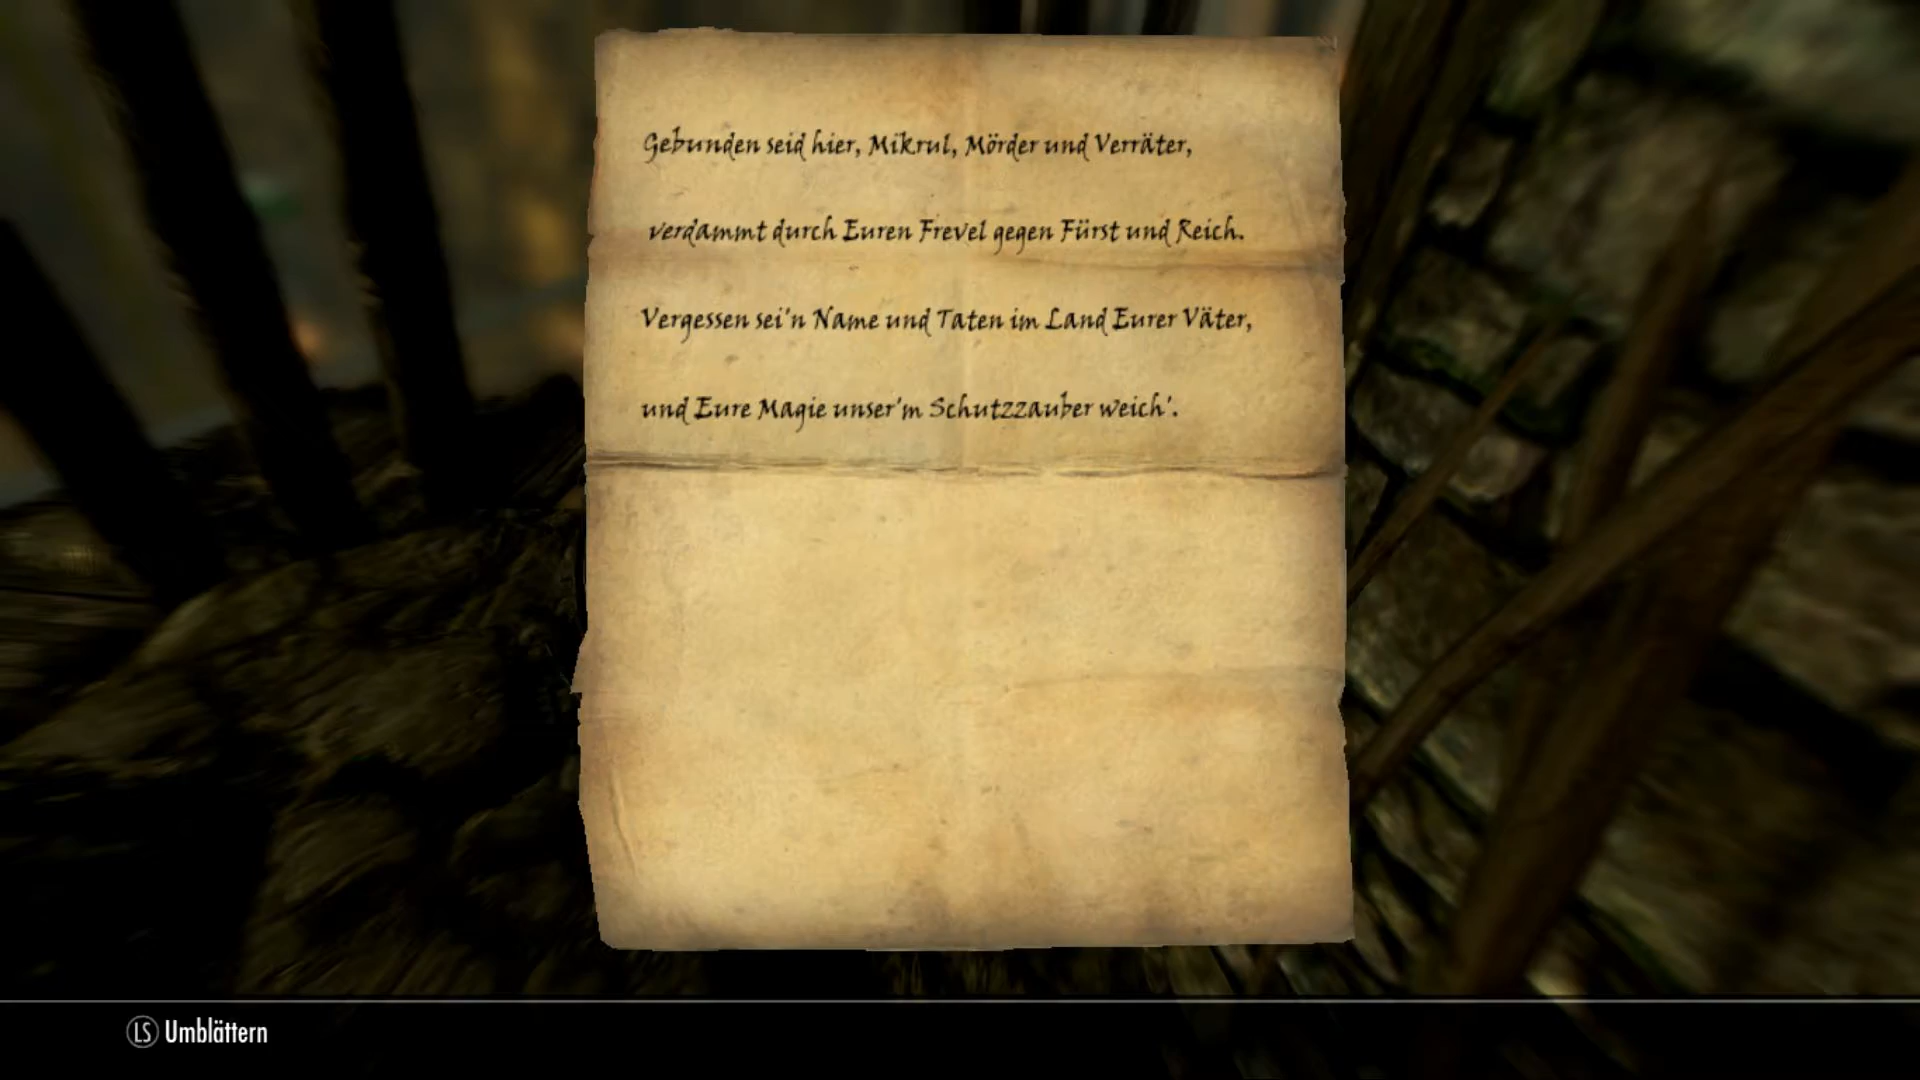 Gebunden seid hier, Mikrul, Mörder und Verräter,
verdammt durch Euren Frevel gegen Fürst und Reich.
Vergessen sei'n Name und Taten im Land Eurer Väter,
und Eure Magie unser'm Schutzzauber weich'.
LS Umblättern